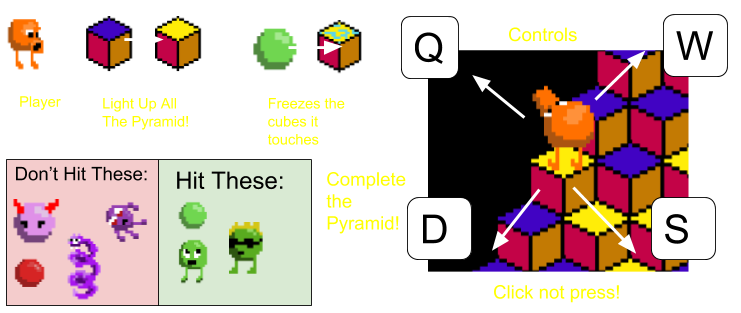 Player
Light Up All
The Pyramid!
Freezes the
cubes it
touches
Don't Hit These:
Hit These:
Complete
the
Pyramid!
Controls
Q
W
D
S
Click not press!